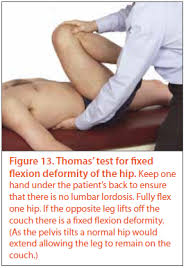 Figure 13. Thomas' test for fixed
flexion deformity of the hip. Keep one
hand under the patient's back to ensure
that there is no lumbar lordosis. Fully flex
one hip. If the opposite leg lifts off the
couch there is a fixed flexion deformity.
(As the pelvis tilts a normal hip would
extend allowing the leg to remain on the
couch.)